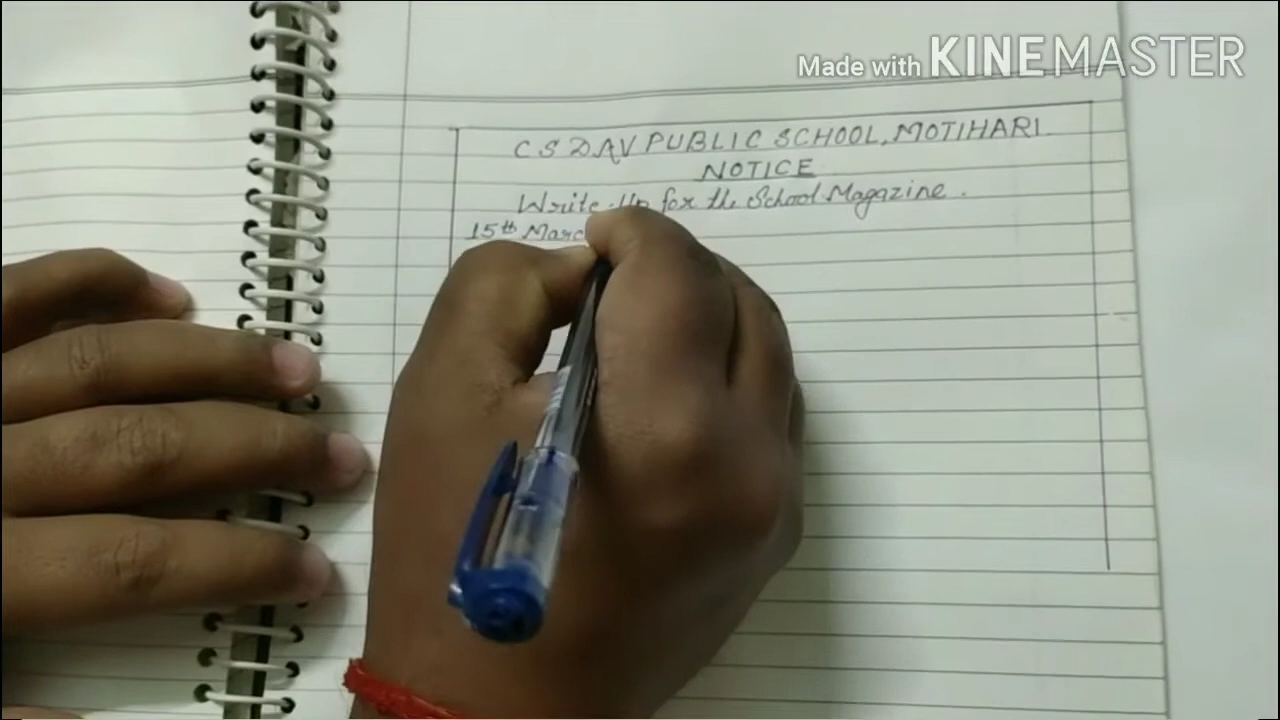 Made with KINEMASTER
C S DAV PUBLIC SCHOOL, MOTIHARI
NOTICE
Write-Up for the School Magazine.
15th Marc